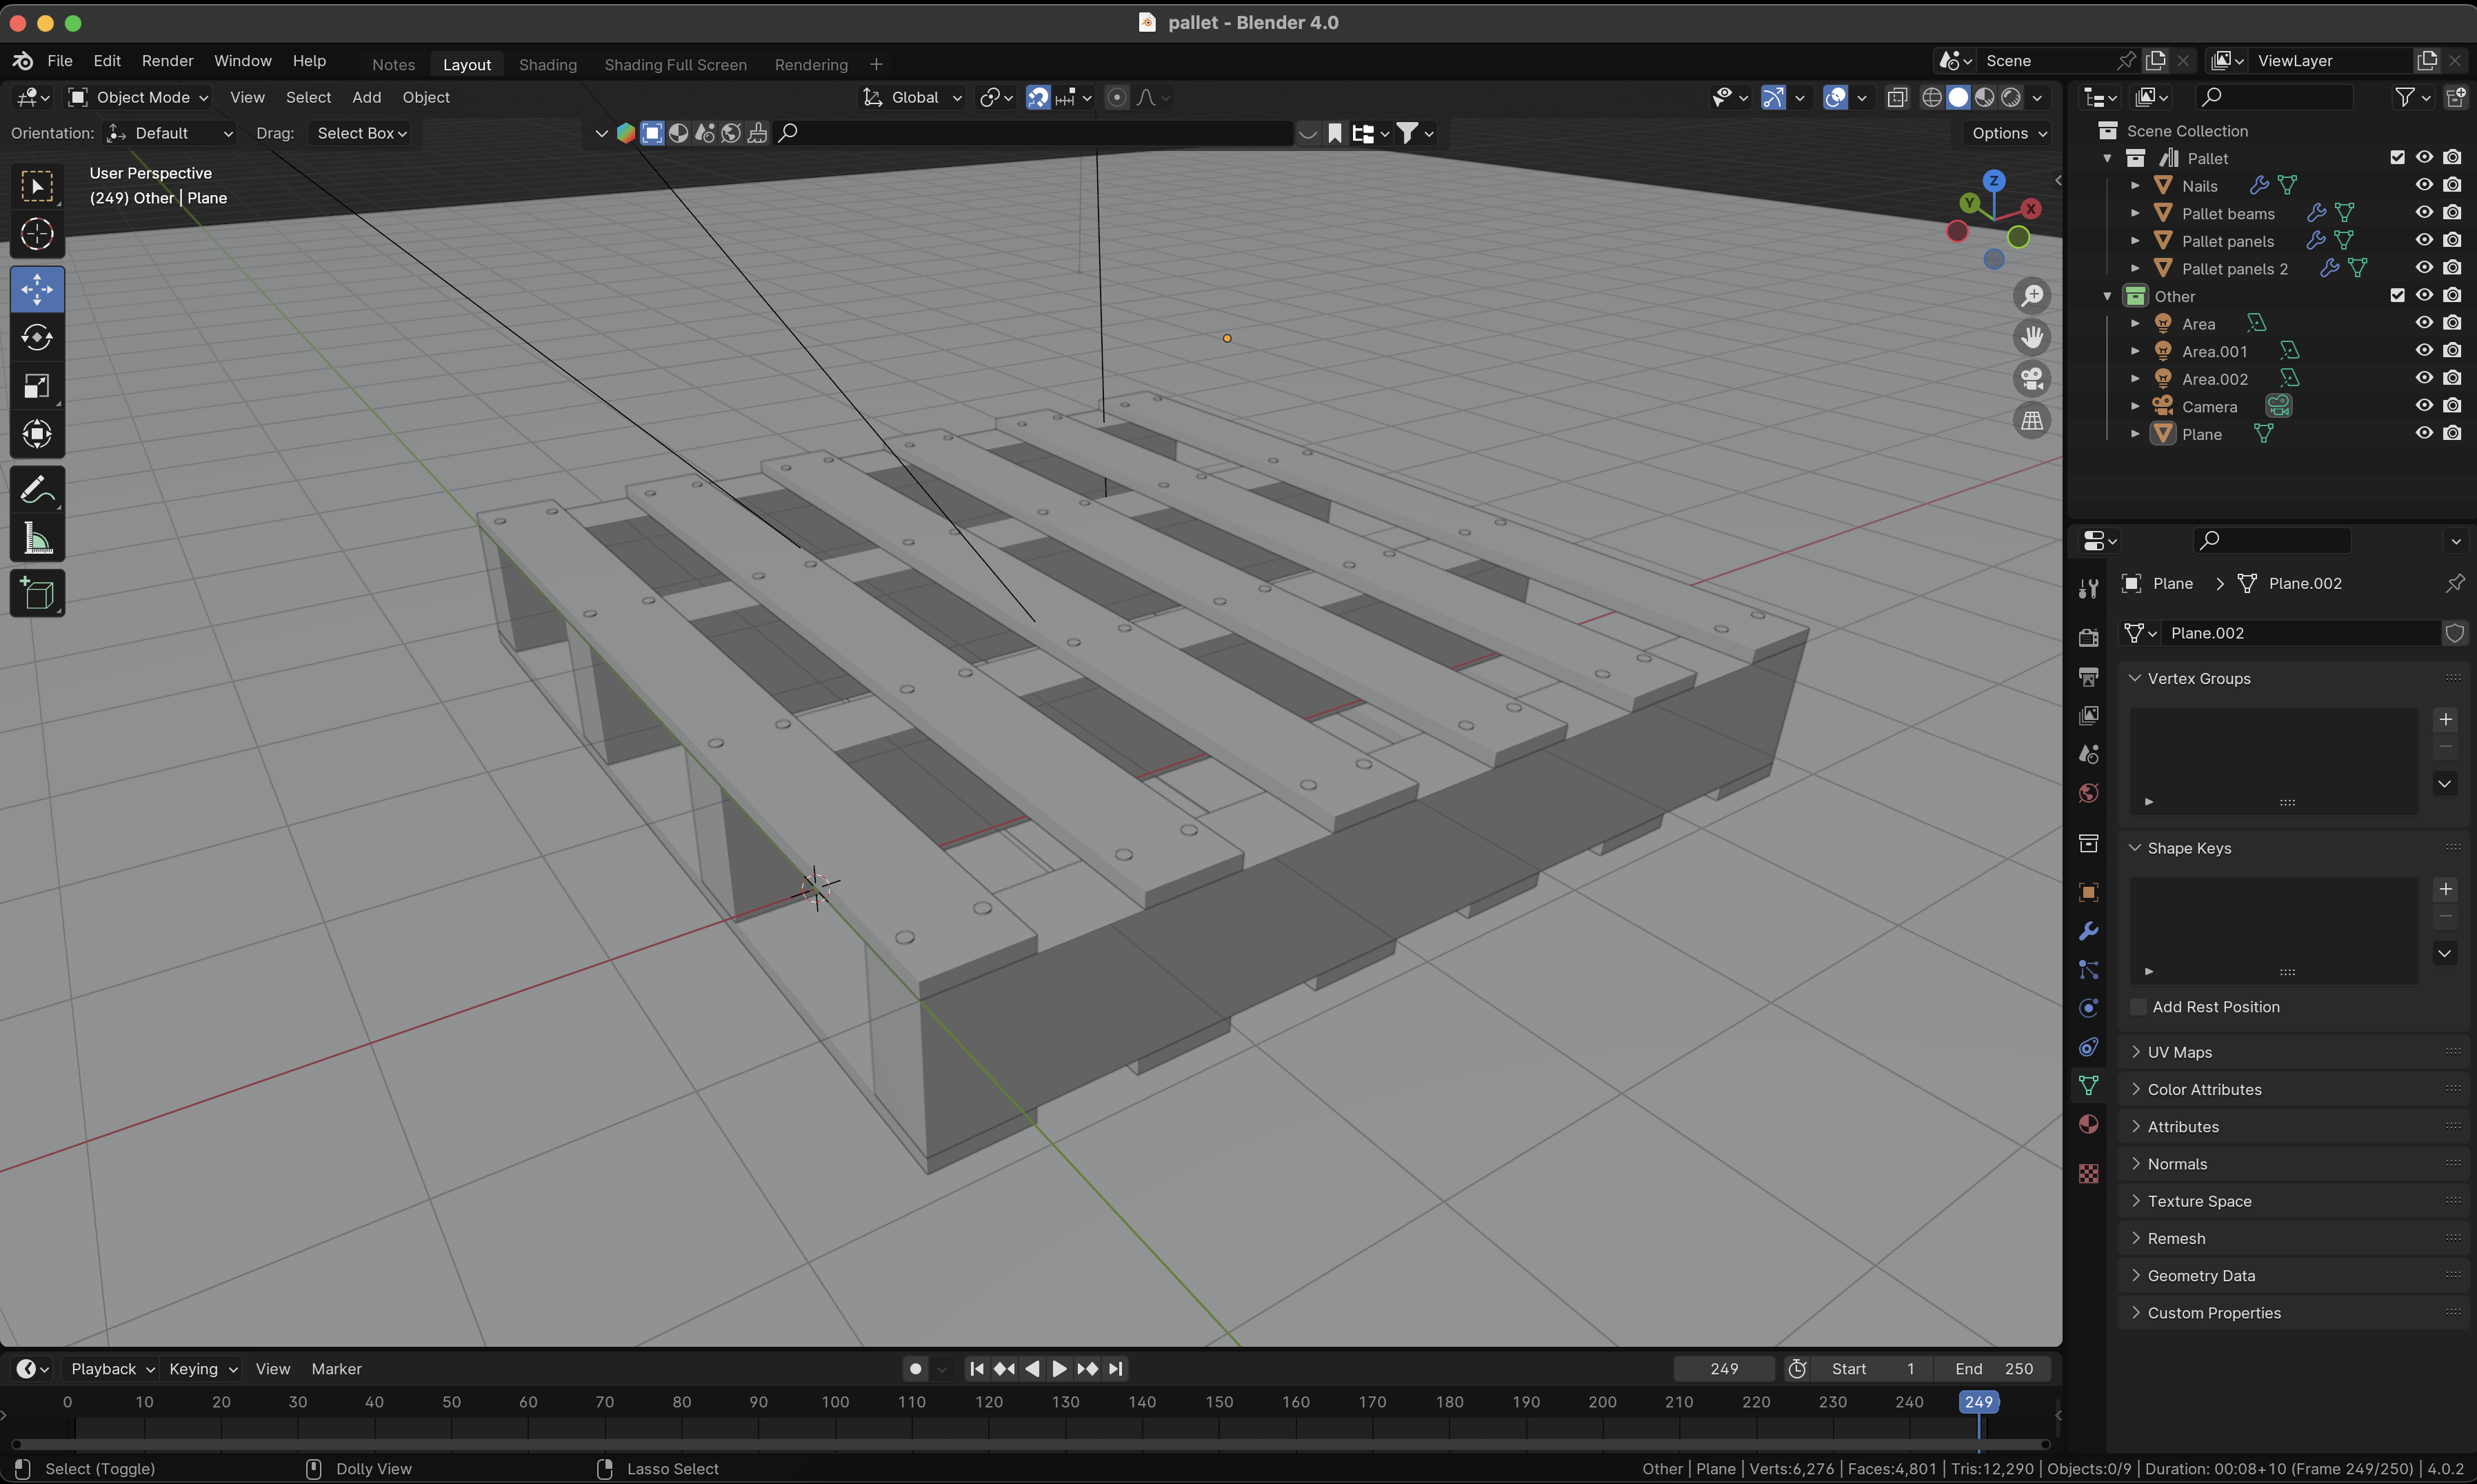 pallet - Blender 4.0
File Edit Render Window Help Notes Layout Shading Shading Full Screen Rendering + Scene ViewLayer
Object Mode View Select Add Object Global
Orientation: Default Drag: Select Box Options
User Perspective
(249) Other | Plane
Z
Y
X
Scene Collection
Pallet
Nails
Pallet beams
Pallet panels
Pallet panels 2
Other
Area
Area.001
Area.002
Camera
Plane
Plane > Plane.002
Plane.002
Vertex Groups
Shape Keys
Add Rest Position
UV Maps
Color Attributes
Attributes
Normals
Texture Space
Remesh
Geometry Data
Custom Properties
Playback Keying View Marker 249 Start 1 End 250
0 10 20 30 40 50 60 70 80 90 100 110 120 130 140 150 160 170 180 190 200 210 220 230 240 249
Select (Toggle) Dolly View Lasso Select Other | Plane | Verts:6,276 | Faces:4,801 | Tris:12,290 | Objects:0/9 | Duration: 00:08+10 (Frame 249/250) | 4.0.2